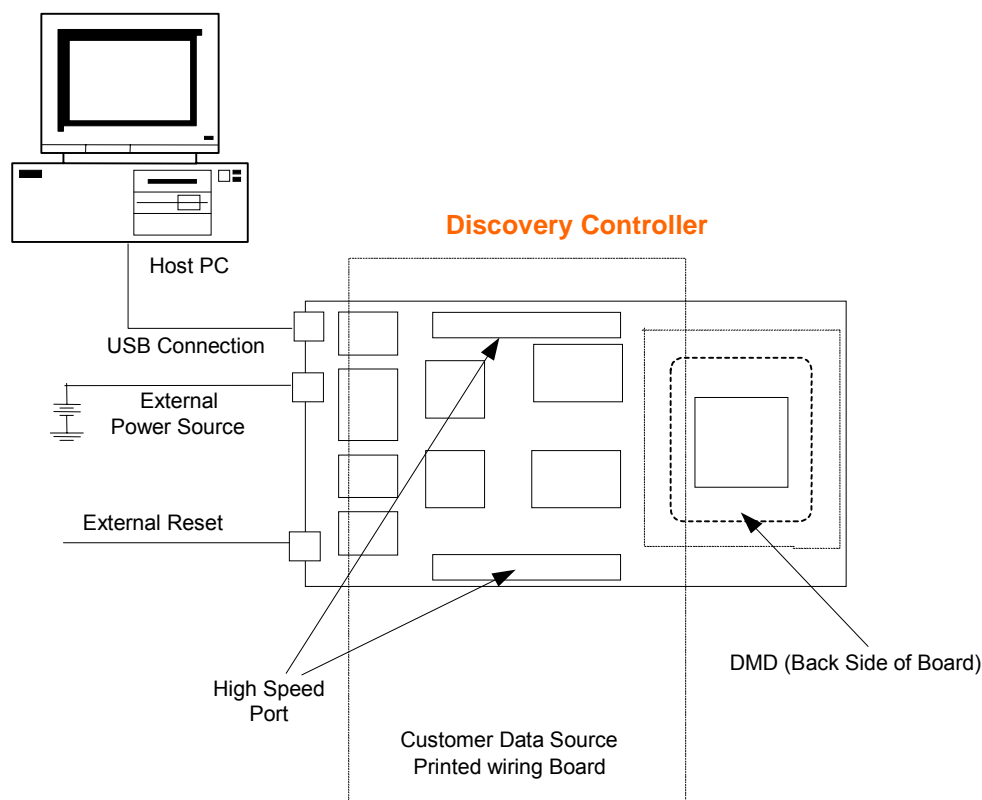 Discovery Controller
Host PC
USB Connection
External
Power Source
External Reset
DMD (Back Side of Board)
High Speed
Port
Customer Data Source
Printed wiring Board